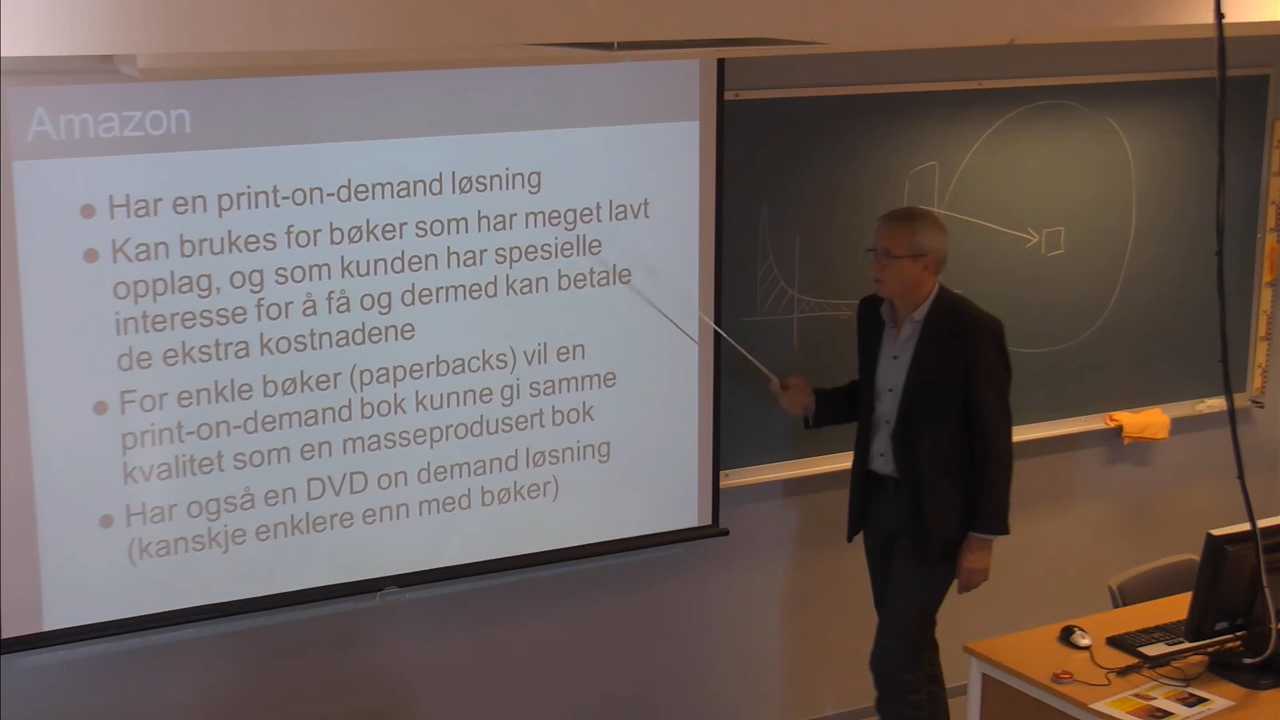 Amazon
Har en print-on-demand løsning
Kan brukes for bøker som har meget lavt
opplag, og som kunden har spesielle
interesse for å få og dermed kan betale
de ekstra kostnadene
For enkle bøker (paperbacks) vil en
print-on-demand bok kunne gi samme
kvalitet som en masseprodusert bok
Har også en DVD on demand løsning
(kanskje enklere enn med bøker)